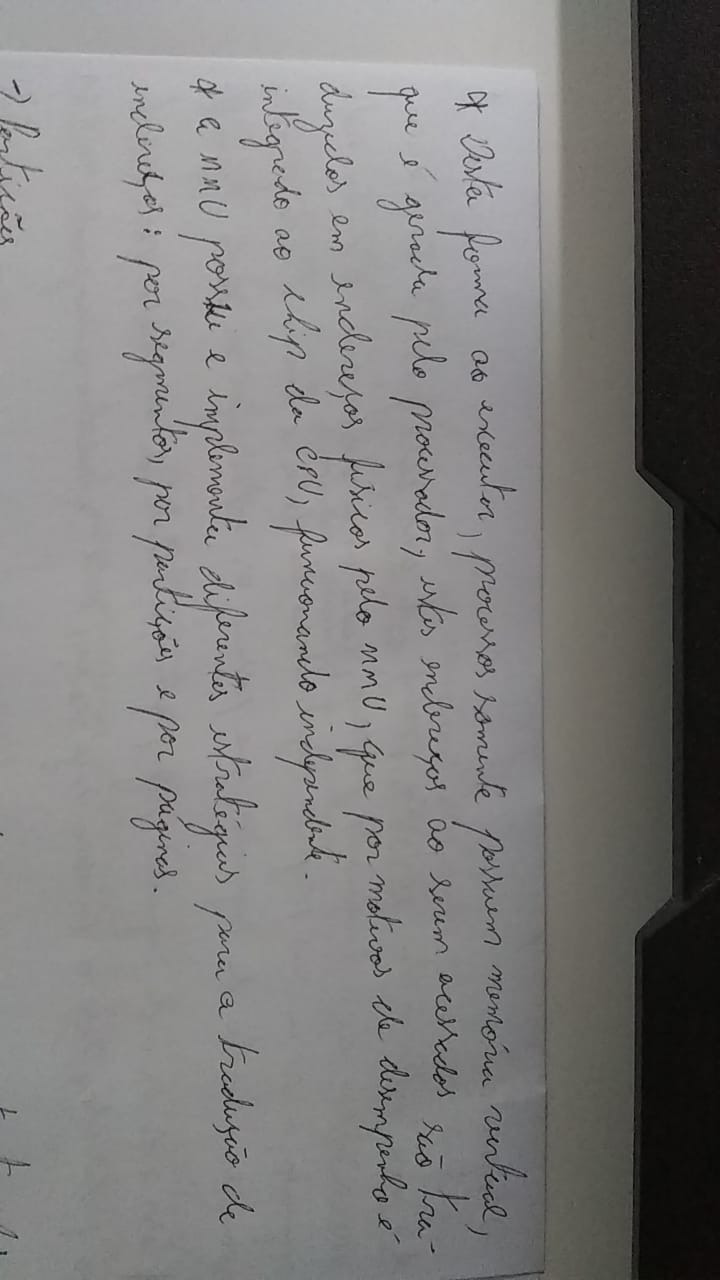 * Desta forma ao executar, processos somente possuem memória virtual,
que é gerada pelo processador, estes endereços ao serem acessados são tra-
duzidos em endereços físicos pelo MMU, que por motivos de desempenho é
integrado ao chip da CPU, funcionando independente.
* a MMU possui e implementa diferentes estratégias para a tradução de
endereços: por segmentos, por partições e por páginas.
-> Partições